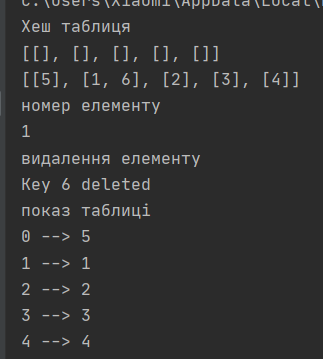 C:\Users\Xiaomi\AppData\Local\
Хеш таблиця
[[], [], [], [], []]
[[5], [1, 6], [2], [3], [4]]
номер елементу
1
видалення елементу
Key 6 deleted
показ таблиці
0 --> 5
1 --> 1
2 --> 2
3 --> 3
4 --> 4